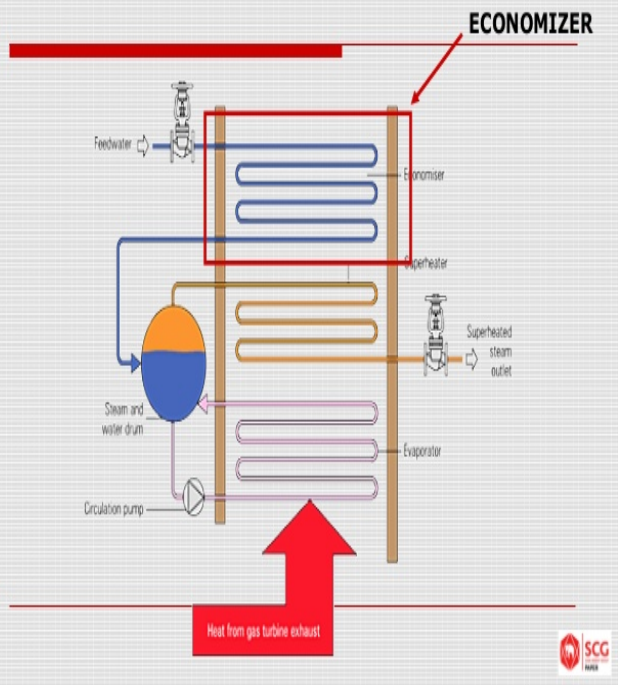 ECONOMIZER
Feedwater
Economiser
Superheater
Superheated
steam
outlet
Steam and
water drum
Evaporator
Circulation pump
Heat from gas turbine exhaust
SCG
PAPER